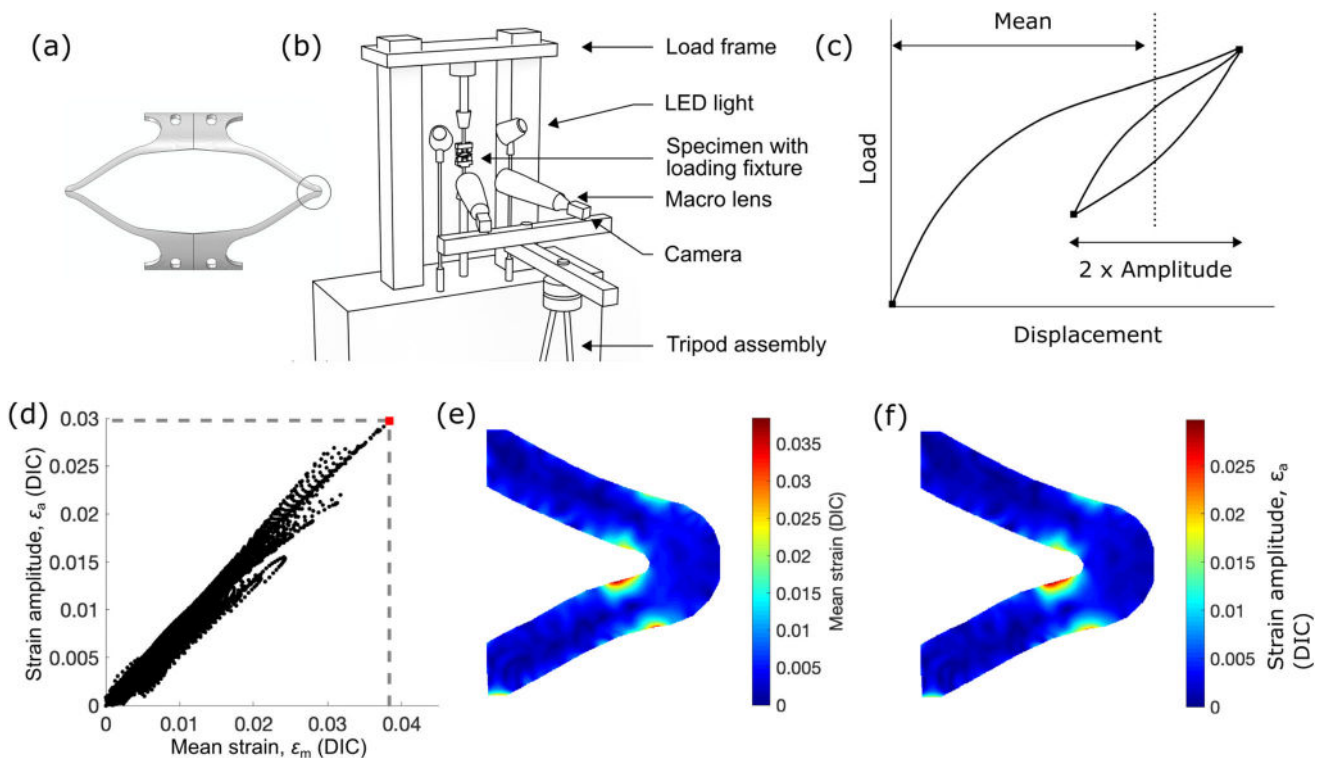 (a)
(b)
Load frame
LED light
Specimen with
loading fixture
Macro lens
Camera
Tripod assembly
(c)
Mean
Load
2 x Amplitude
Displacement
(d)
0.03
0.025
0.02
0.015
0.01
0.005
0
Strain amplitude, εa (DIC)
0
0.01
0.02
0.03
0.04
Mean strain, εm (DIC)
(e)
0.035
0.03
0.025
0.02
0.015
0.01
0.005
0
Mean strain (DIC)
(f)
0.025
0.02
0.015
0.01
0.005
0
Strain amplitude, εa
(DIC)